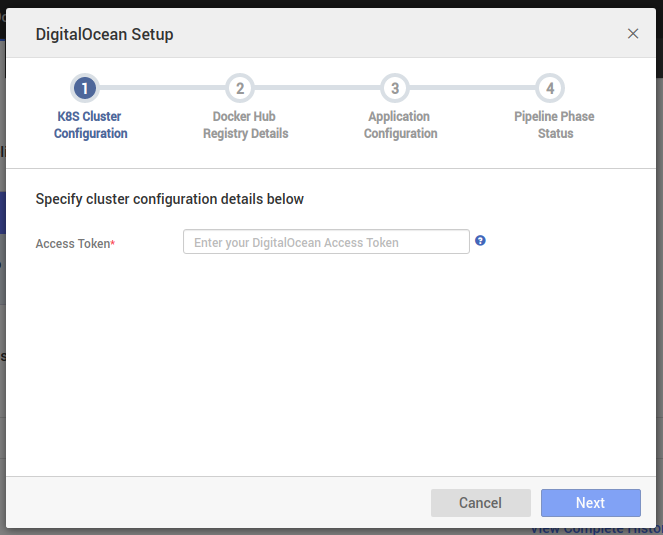 DigitalOcean Setup
1
2
3
4
K8S Cluster
Configuration
Docker Hub
Registry Details
Application
Configuration
Pipeline Phase
Status
Specify cluster configuration details below
Access Token*
Enter your DigitalOcean Access Token
?
Cancel
Next
View Complete Histor